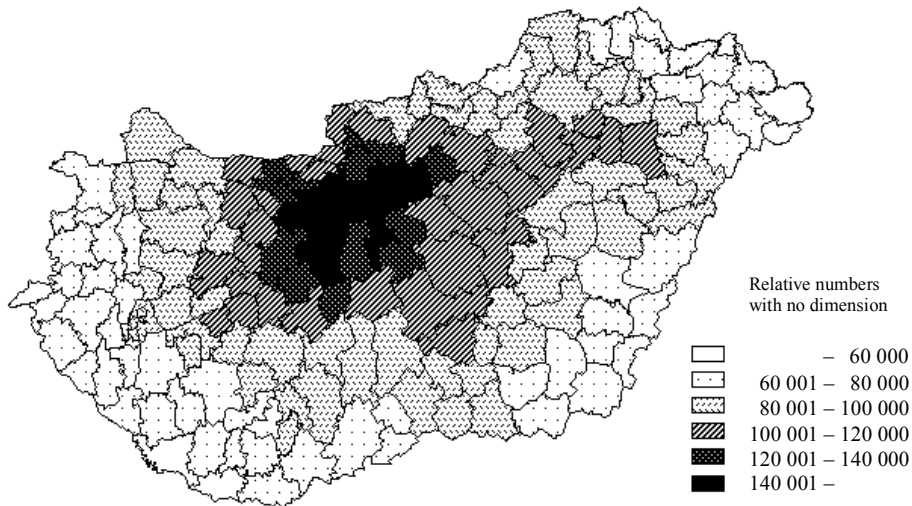 Relative numbers
with no dimension
– 60 000
60 001 – 80 000
80 001 – 100 000
100 001 – 120 000
120 001 – 140 000
140 001 –